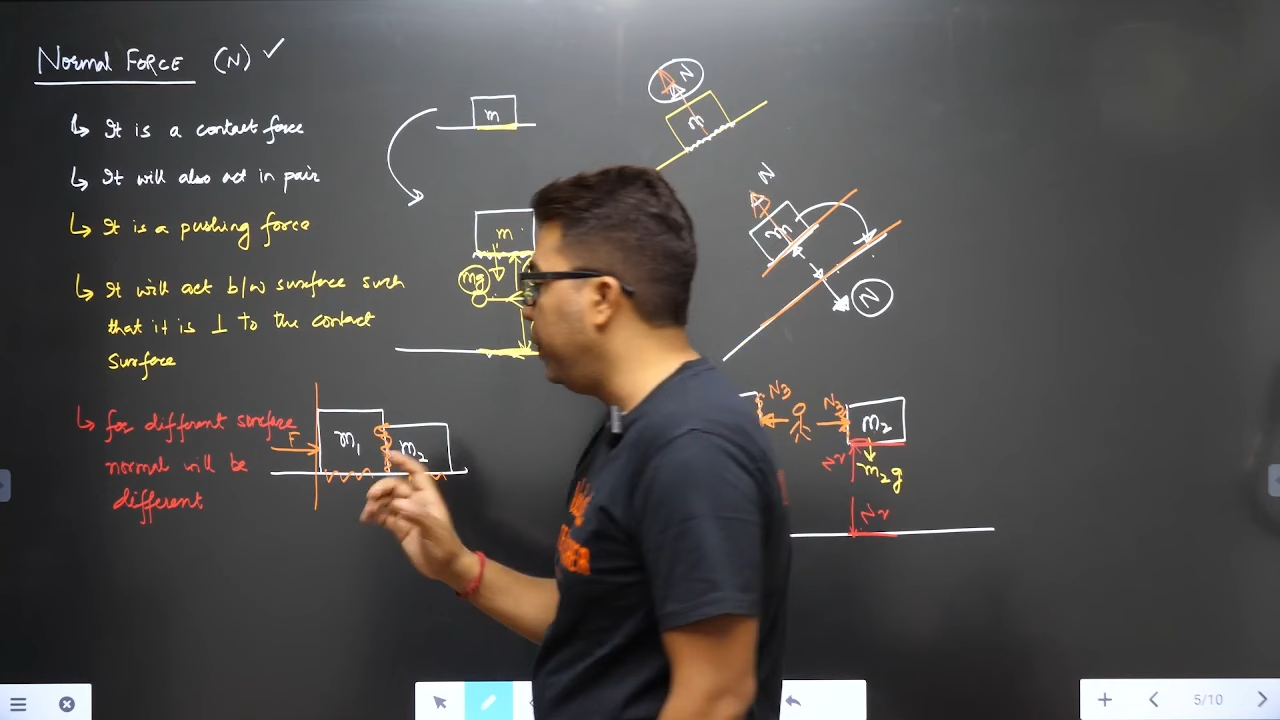 Normal FORCE (N) ✓
↳ It is a contact force
↳ It will also act in pair
↳ It is a pushing force
↳ It will act b/w surface such
that it is ⊥ to the contact
surface
↳ for different surface
normal will be
different
F
m₁
m₂
m
m
mg
N
m
N
m
N
N₃
N₃
m₂
m₂g
N₂
N₂
5/10